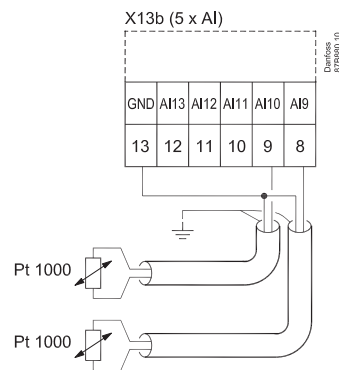 X13b (5 x AI)
Danfoss
87B880.10
GND AI13 AI12 AI11 AI10 AI9
13 12 11 10 9 8
Pt 1000
Pt 1000